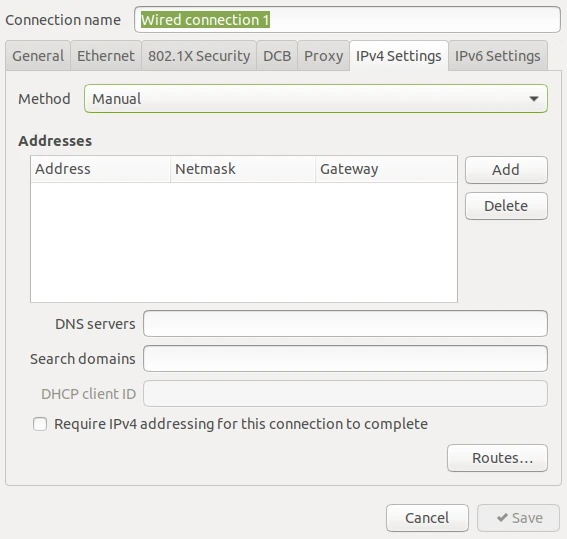 Connection name Wired connection 1
General Ethernet 802.1X Security DCB Proxy IPv4 Settings IPv6 Settings
Method Manual
Addresses
Address Netmask Gateway Add
Delete
DNS servers
Search domains
DHCP client ID
Require IPv4 addressing for this connection to complete
Routes...
Cancel Save